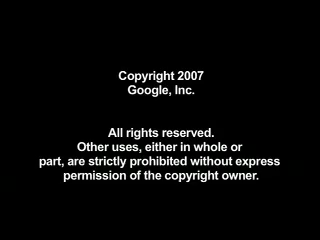 Copyright 2007
Google, Inc.
All rights reserved.
Other uses, either in whole or
part, are strictly prohibited without express
permission of the copyright owner.